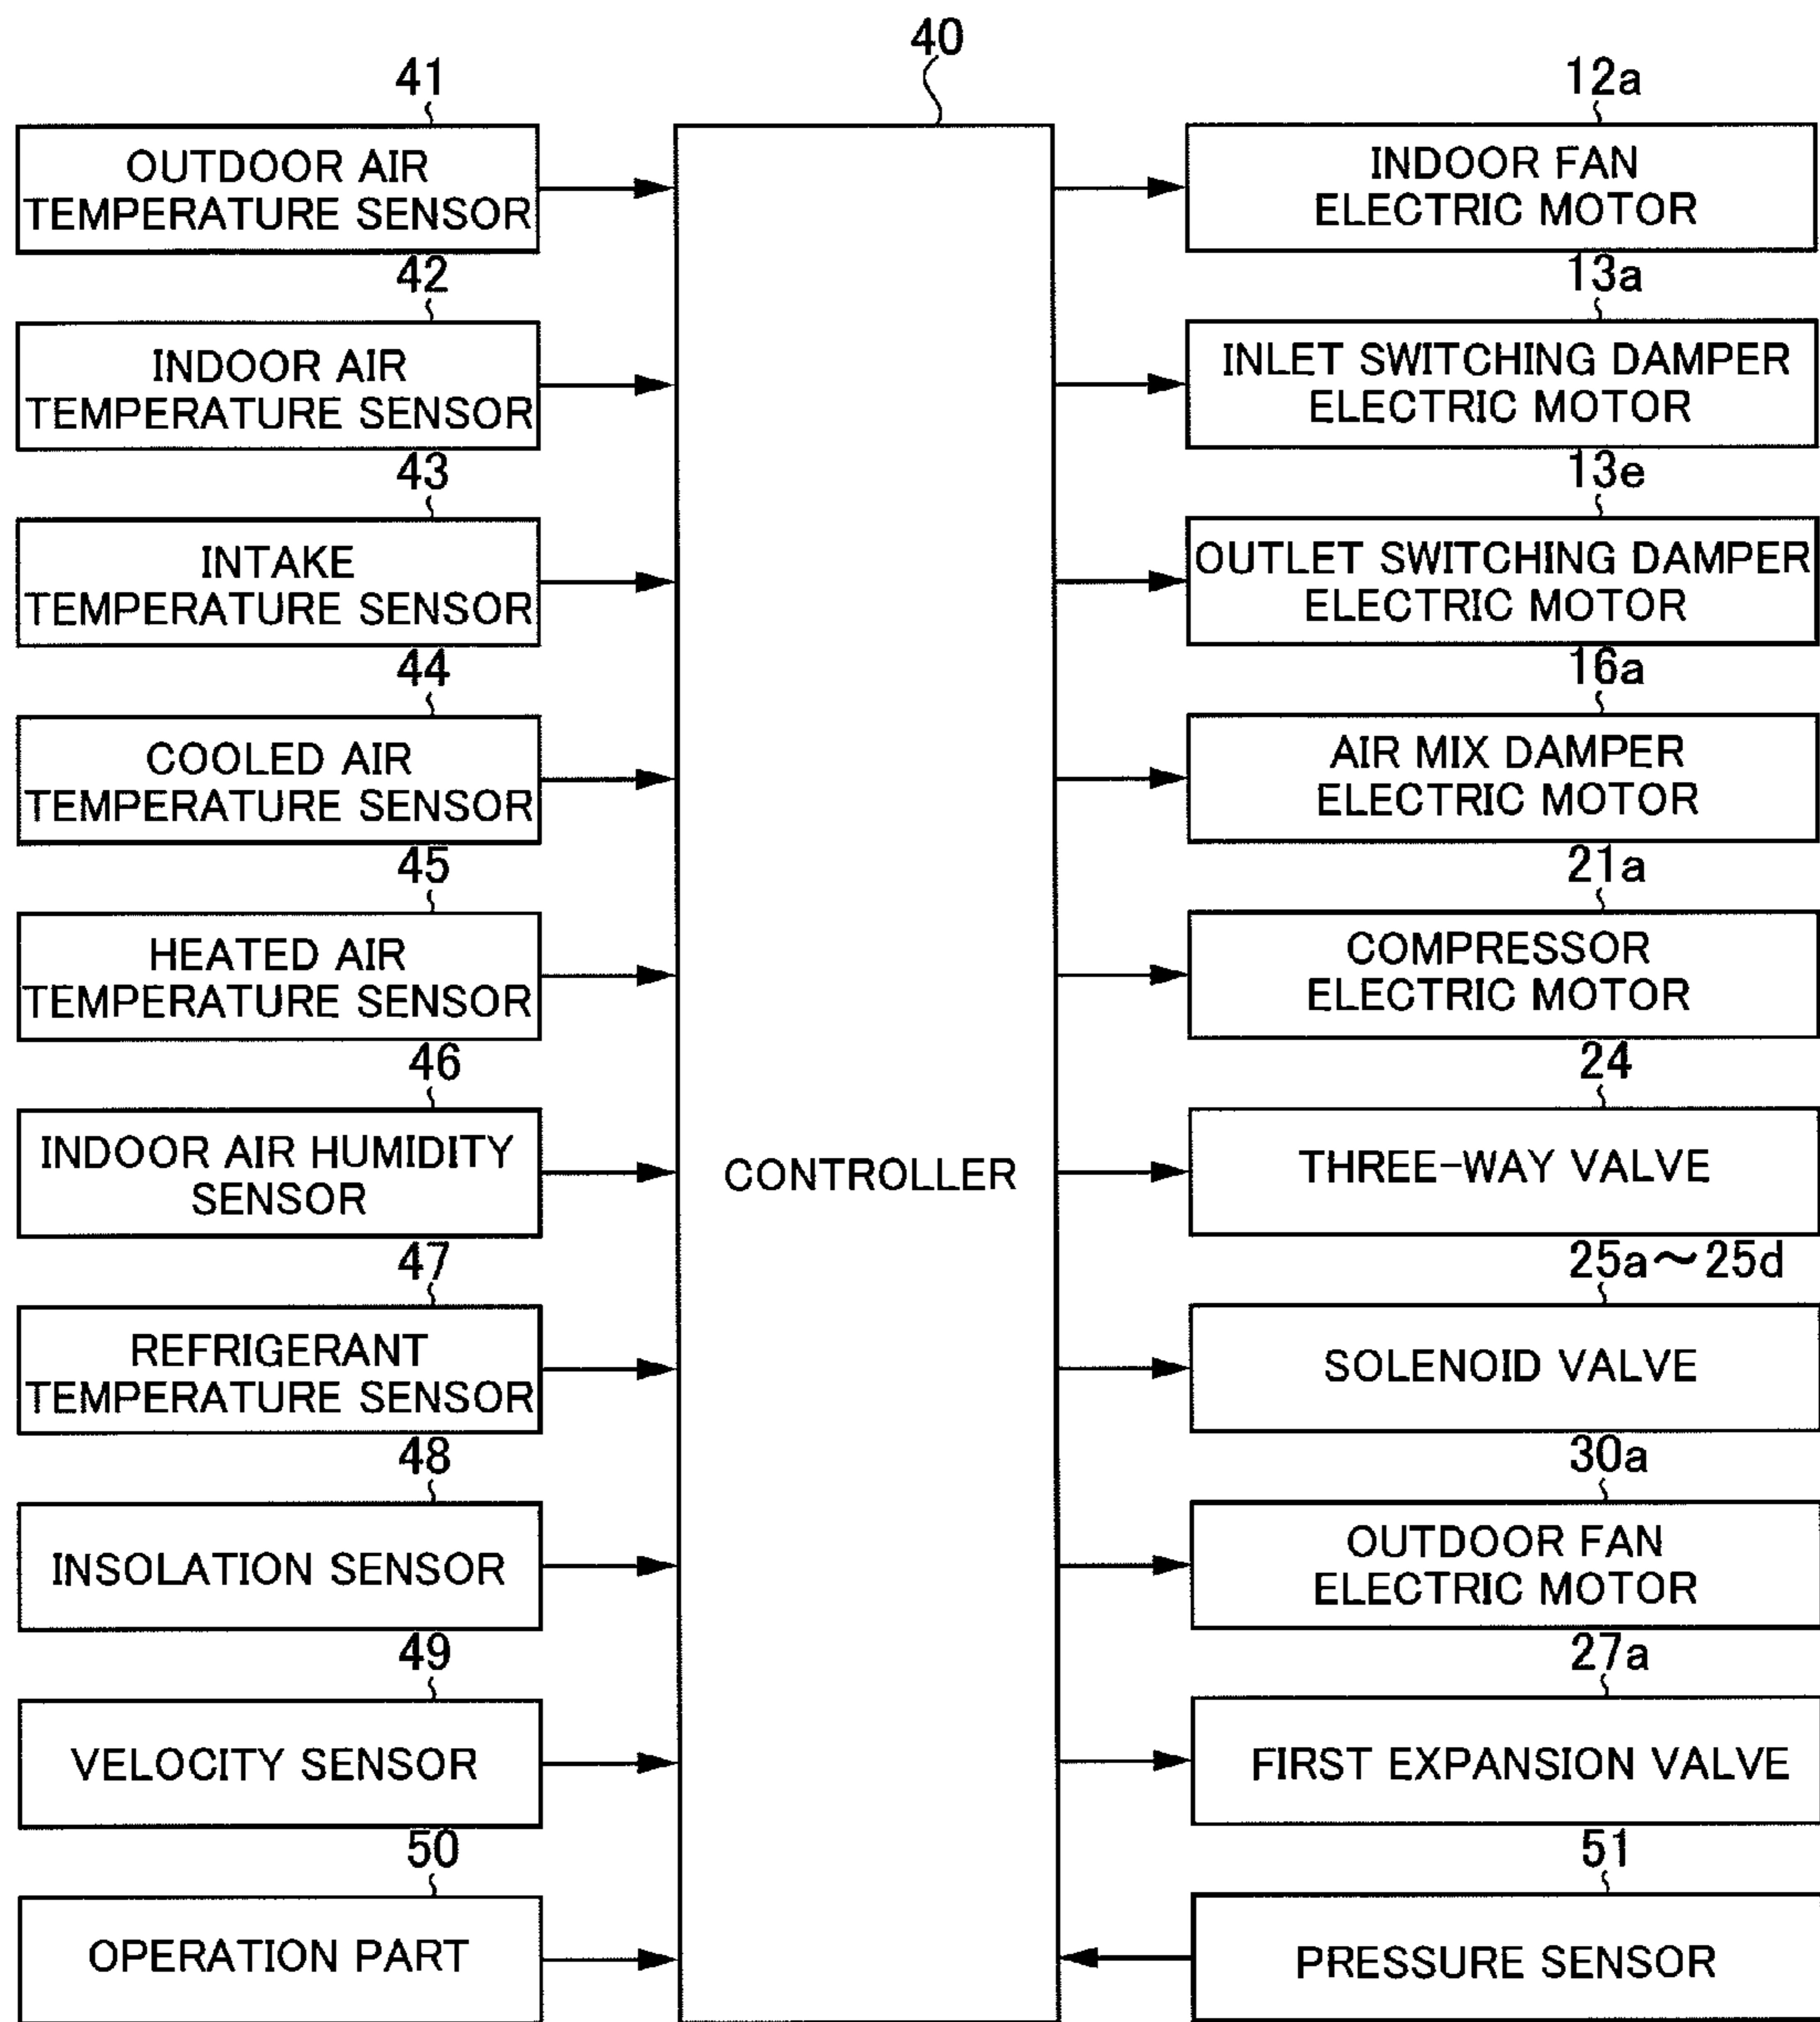 40
41
OUTDOOR AIR
TEMPERATURE SENSOR
42
INDOOR AIR
TEMPERATURE SENSOR
43
INTAKE
TEMPERATURE SENSOR
44
COOLED AIR
TEMPERATURE SENSOR
45
HEATED AIR
TEMPERATURE SENSOR
46
INDOOR AIR HUMIDITY
SENSOR
47
REFRIGERANT
TEMPERATURE SENSOR
48
INSOLATION SENSOR
49
VELOCITY SENSOR
50
OPERATION PART
CONTROLLER
12a
INDOOR FAN
ELECTRIC MOTOR
13a
INLET SWITCHING DAMPER
ELECTRIC MOTOR
13e
OUTLET SWITCHING DAMPER
ELECTRIC MOTOR
16a
AIR MIX DAMPER
ELECTRIC MOTOR
21a
COMPRESSOR
ELECTRIC MOTOR
24
THREE-WAY VALVE
25a～25d
SOLENOID VALVE
30a
OUTDOOR FAN
ELECTRIC MOTOR
27a
FIRST EXPANSION VALVE
51
PRESSURE SENSOR